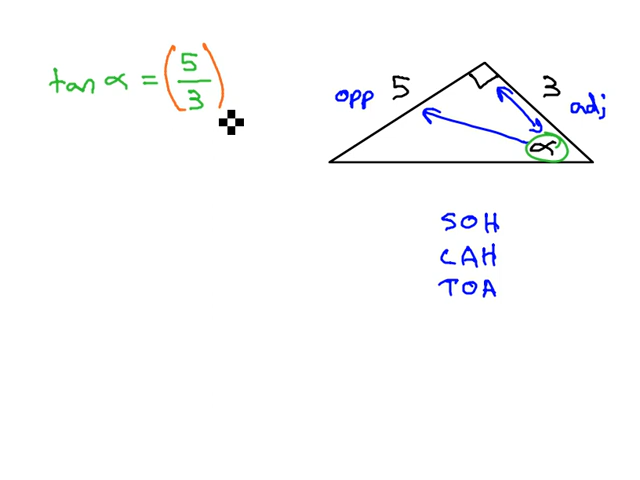 tan α = (5/3)
opp 5
3 adj
α
SOH
CAH
TOA